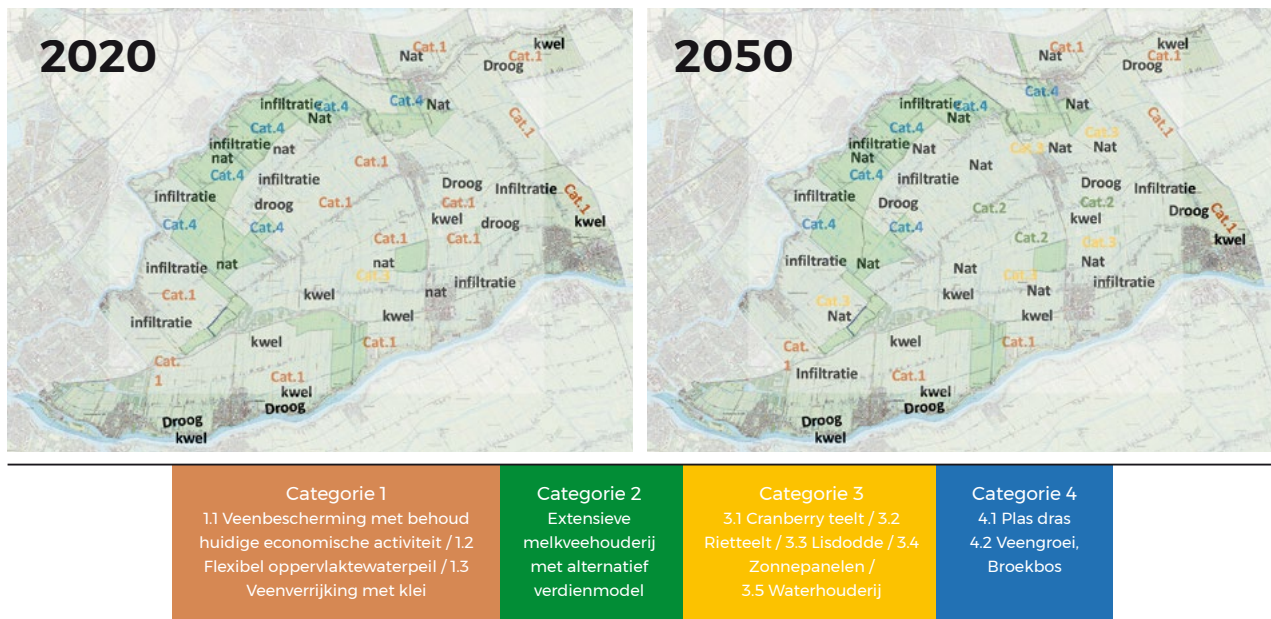 2020
Nat
Cat.1
kwel
Cat.1
Droog
infiltratie
Cat.4
Nat
Cat.4
Nat
Cat.1
Cat.4
infiltratie
nat
nat
Cat.4
Cat.1
infiltratie
infiltratie
droog
Cat.1
Droog
Infiltratie
Cat.1
Cat.1
kwel
droog
kwel
Cat.4
Cat.4
Cat.1
Cat.1
infiltratie
nat
nat
Cat.3
Cat.1
kwel
nat
infiltratie
infiltratie
kwel
kwel
Cat.1
Cat.
1
Cat.1
kwel
Droog
Droog
kwel
2050
Nat
Cat.1
kwel
Cat.1
Droog
infiltratie
Cat.4
Nat
Cat.4
Nat
Cat.1
Cat.4
infiltratie
Nat
Nat
Cat.4
Cat.3
Nat
Cat.3
Nat
Nat
infiltratie
infiltratie
Droog
Cat.2
Droog
Infiltratie
Cat.2
kwel
Droog
Cat.1
kwel
Cat.4
Cat.4
Cat.2
Cat.3
infiltratie
Nat
Nat
Cat.3
Nat
Cat.3
Nat
kwel
Nat
infiltratie
kwel
kwel
Cat.1
Cat.
1
Infiltratie
Cat.1
kwel
Droog
Droog
kwel
Categorie 1
1.1 Veenbescherming met behoud
huidige economische activiteit / 1.2
Flexibel oppervlaktewaterpeil / 1.3
Veenverrijking met klei
Categorie 2
Extensieve
melkveehouderij
met alternatief
verdienmodel
Categorie 3
3.1 Cranberry teelt / 3.2
Rietteelt / 3.3 Lisdodde / 3.4
Zonnepanelen /
3.5 Waterhouderij
Categorie 4
4.1 Plas dras
4.2 Veengroei,
Broekbos